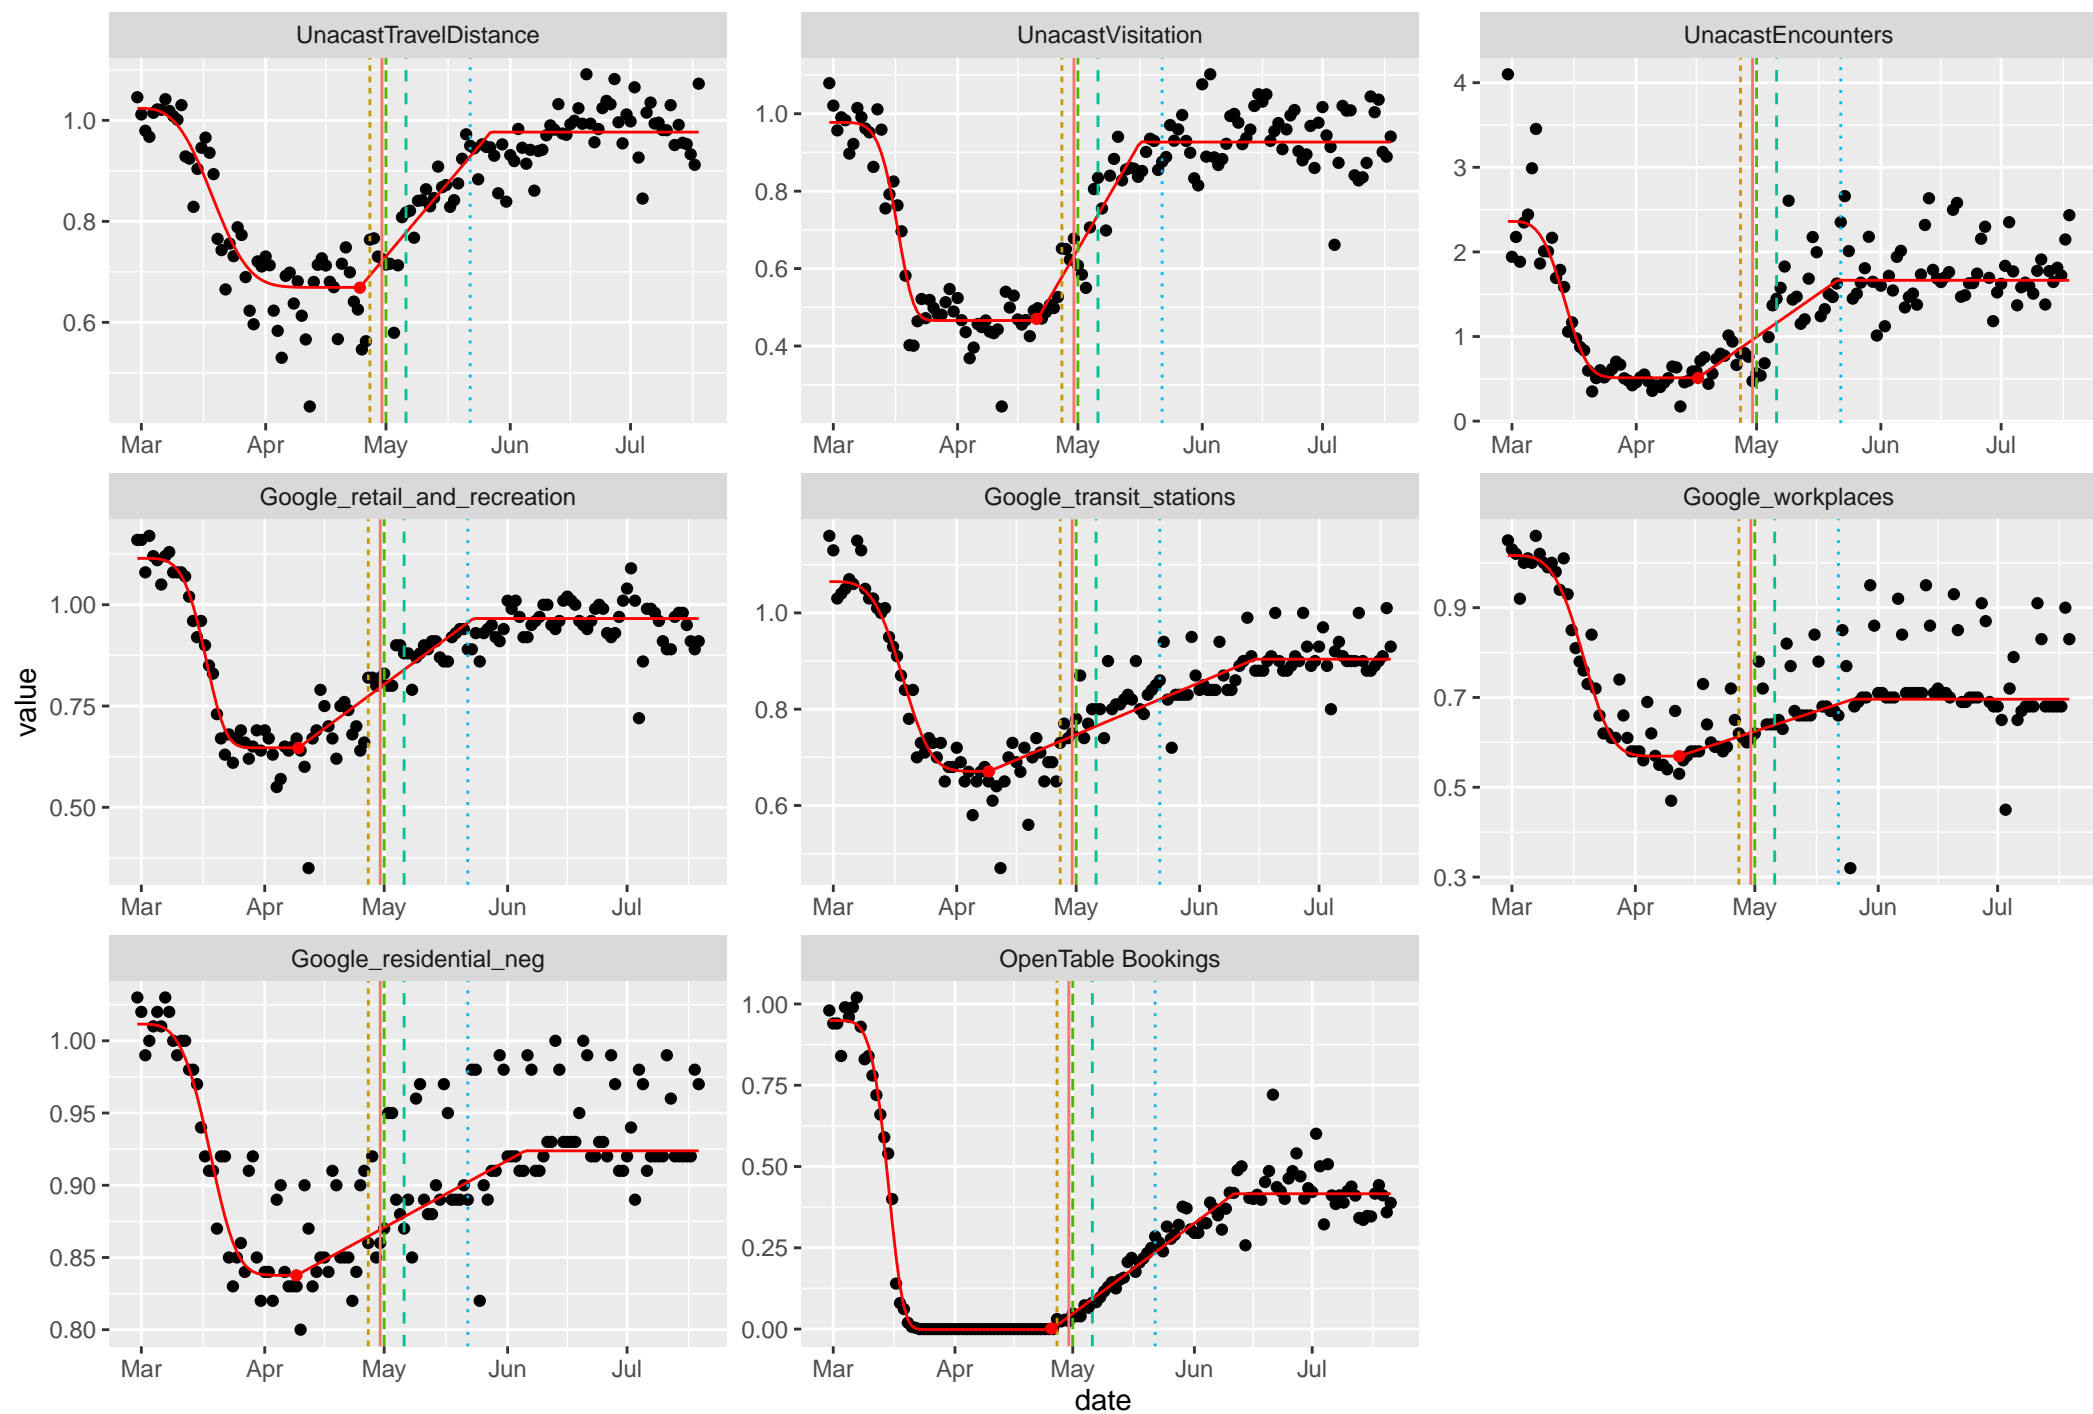 UnacastTravelDistance
UnacastVisitation
UnacastEncounters
1.0
0.8
0.6
Mar Apr May Jun Jul
1.0
0.8
0.6
0.4
Mar Apr May Jun Jul
4
3
2
1
0
Mar Apr May Jun Jul
Google_retail_and_recreation
Google_transit_stations
Google_workplaces
value
1.00
0.75
0.50
Mar Apr May Jun Jul
1.0
0.8
0.6
Mar Apr May Jun Jul
0.9
0.7
0.5
0.3
Mar Apr May Jun Jul
Google_residential_neg
OpenTable Bookings
1.00
0.95
0.90
0.85
0.80
Mar Apr May Jun Jul
1.00
0.75
0.50
0.25
0.00
Mar Apr May Jun Jul
date